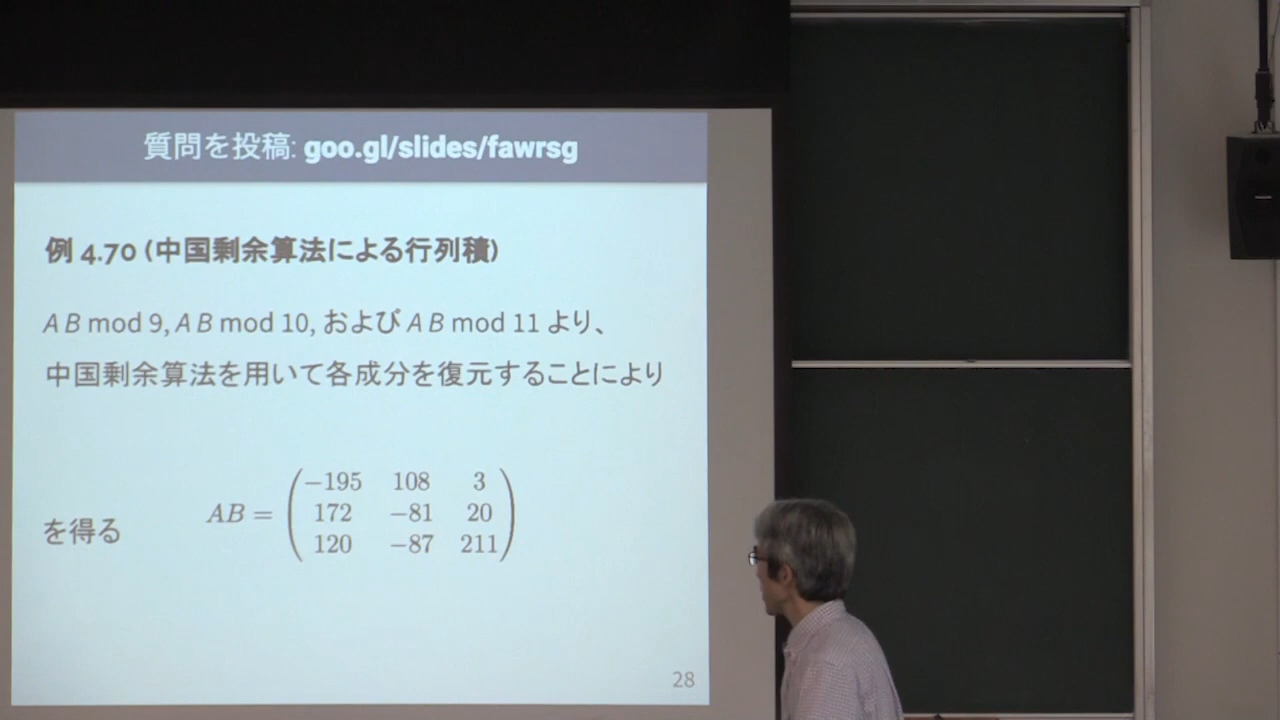 質問を投稿: goo.gl/slides/fawrsg
例 4.70 (中国剰余算法による行列積)
A B mod 9, A B mod 10, および A B mod 11 より、
中国剰余算法を用いて各成分を復元することにより
−195 108 3
AB = 172 −81 20
120 −87 211
を得る
28